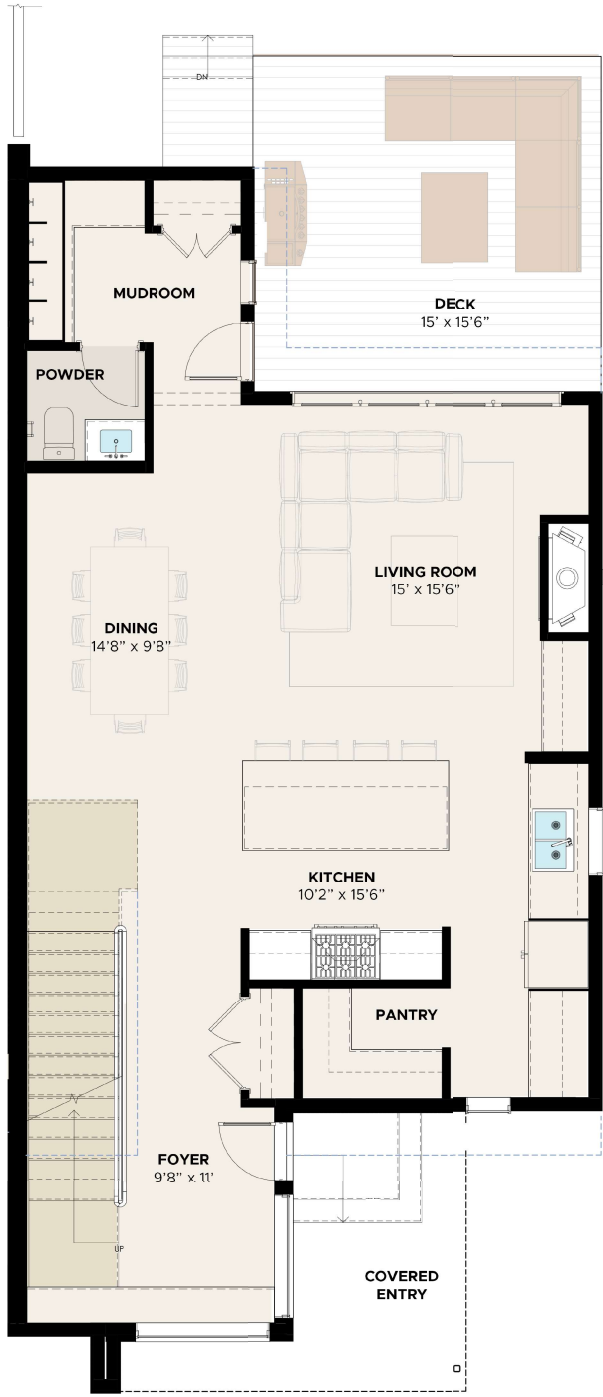 DN
MUDROOM
DECK
15' x 15'6"
POWDER
LIVING ROOM
15' x 15'6"
DINING
14'8" x 9'3"
KITCHEN
10'2" x 15'6"
PANTRY
FOYER
9'8" x 11'
UP
COVERED
ENTRY